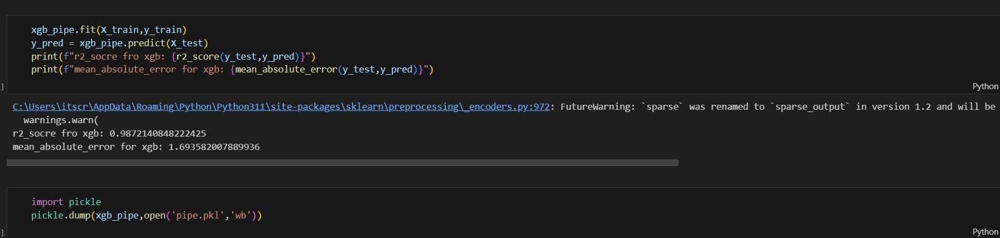 xgb_pipe.fit(X_train,y_train)
y_pred = xgb_pipe.predict(X_test)
print(f"r2_socre fro xgb: {r2_score(y_test,y_pred)}")
print(f"mean_absolute_error for xgb: {mean_absolute_error(y_test,y_pred)}")
]
Python
C:\Users\itscr\AppData\Roaming\Python\Python311\site-packages\sklearn\preprocessing\_encoders.py:972: FutureWarning: `sparse` was renamed to `sparse_output` in version 1.2 and will be
warnings.warn(
r2_socre fro xgb: 0.9872140848222425
mean_absolute_error for xgb: 1.693582007889936
import pickle
pickle.dump(xgb_pipe,open('pipe.pkl','wb'))
]
Python